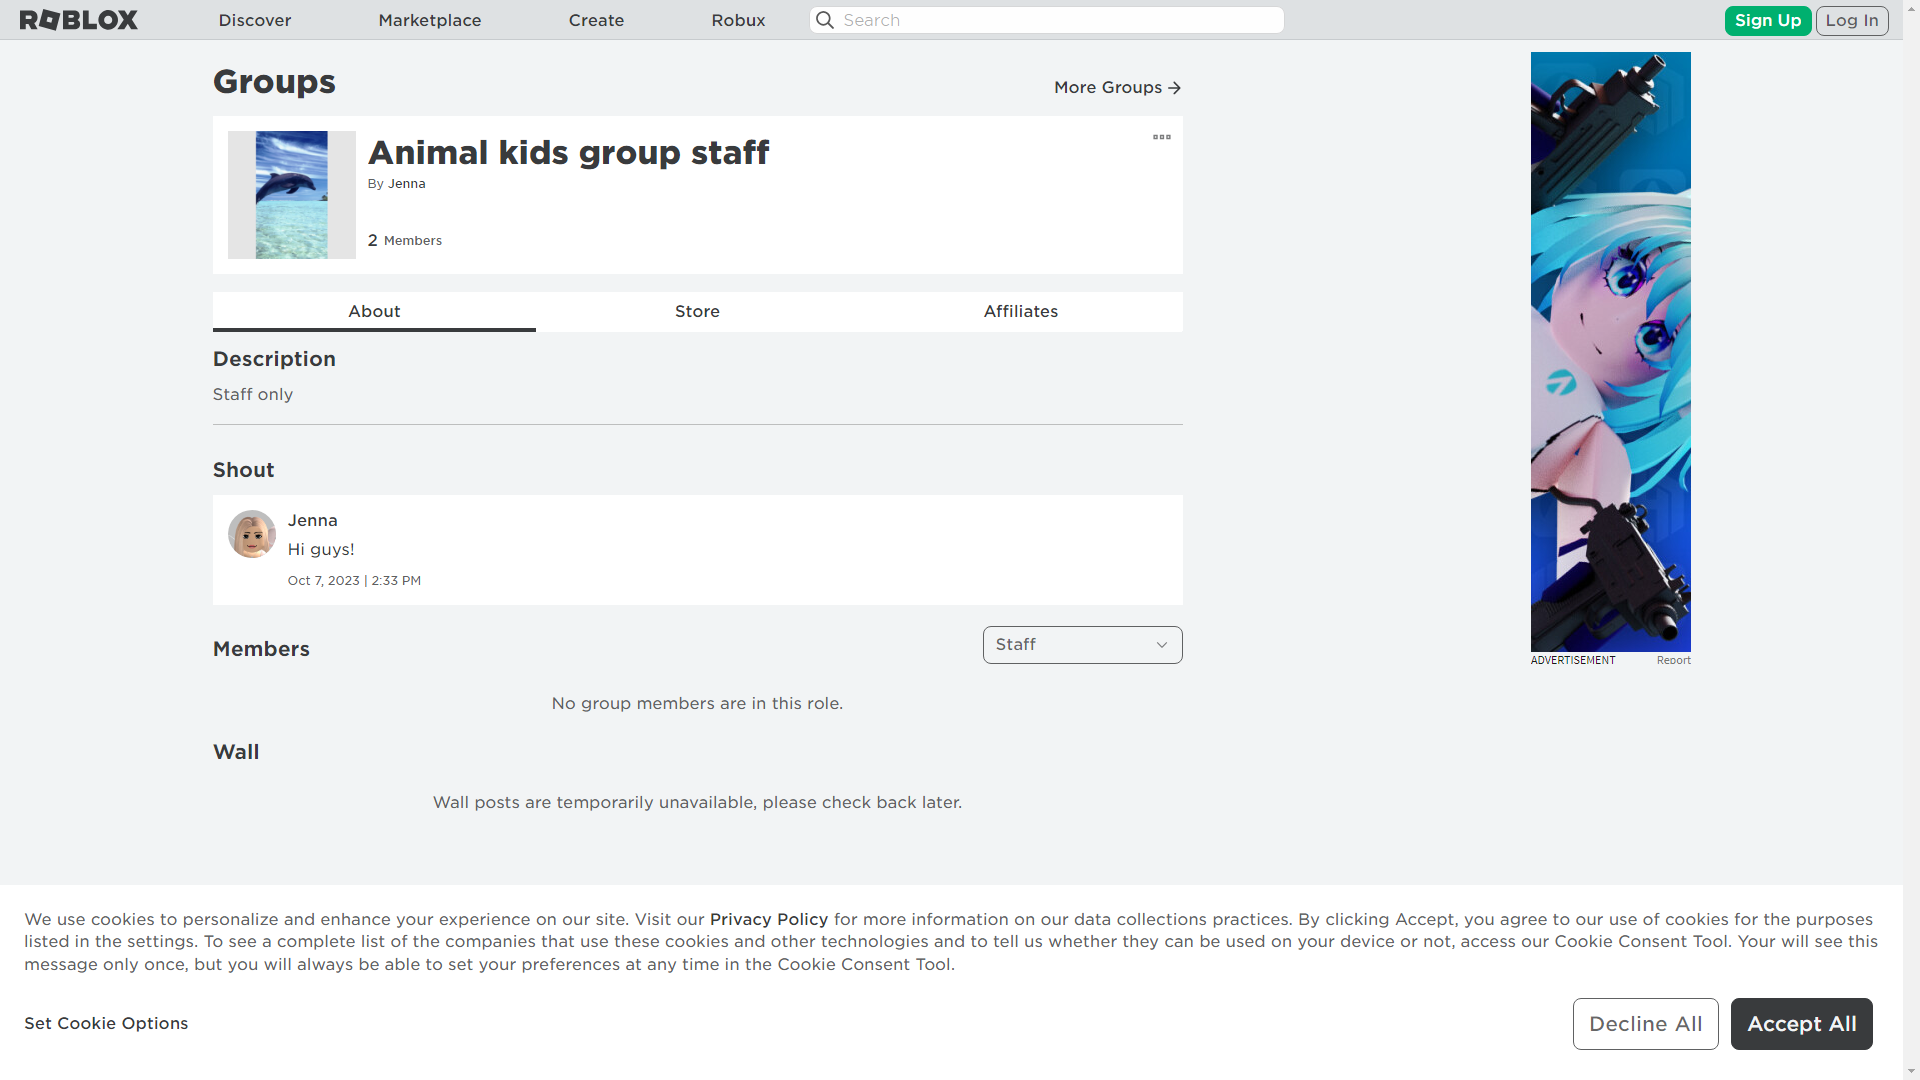 ROBLOX
Discover
Marketplace
Create
Robux
Search
Sign Up
Log In
Groups
More Groups
Animal kids group staff
By Jenna
2 Members
About
Store
Affiliates
Description
Staff only
Shout
Jenna
Hi guys!
Oct 7, 2023 | 2:33 PM
Members
Staff
No group members are in this role.
Wall
Wall posts are temporarily unavailable, please check back later.
ADVERTISEMENT
Report
We use cookies to personalize and enhance your experience on our site. Visit our Privacy Policy for more information on our data collections practices. By clicking Accept, you agree to our use of cookies for the purposes
listed in the settings. To see a complete list of the companies that use these cookies and other technologies and to tell us whether they can be used on your device or not, access our Cookie Consent Tool. Your will see this
message only once, but you will always be able to set your preferences at any time in the Cookie Consent Tool.
Set Cookie Options
Decline All
Accept All